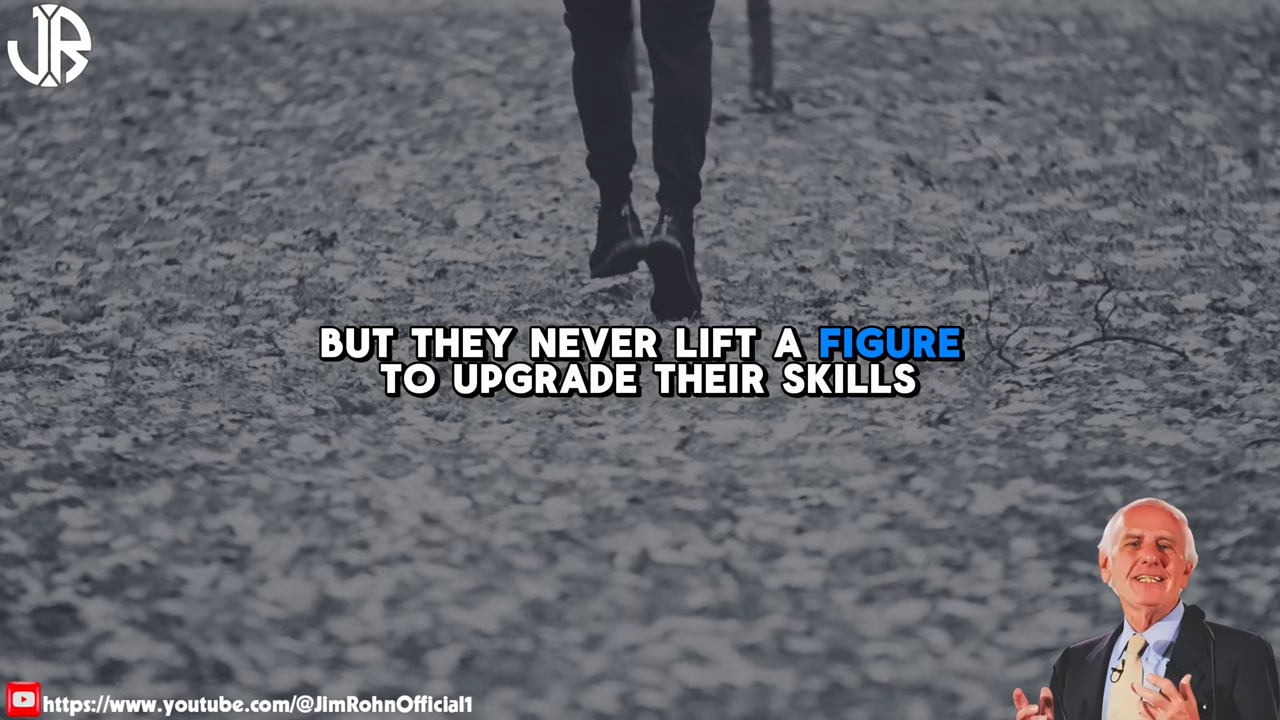 JR
BUT THEY NEVER LIFT A FIGURE
TO UPGRADE THEIR SKILLS
https://www.youtube.com/@JimRohnOfficial1